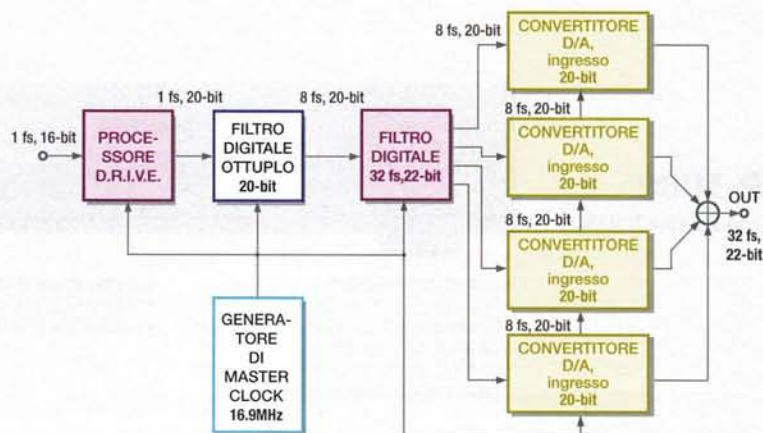 1 fs, 16-bit
PROCE-
SSORE
D.R.I.V.E.
1 fs, 20-bit
FILTRO
DIGITALE
OTTUPLO
20-bit
8 fs, 20-bit
FILTRO
DIGITALE
32 fs,22-bit
GENERA-
TORE
DI
MASTER
CLOCK
16.9MHz
8 fs, 20-bit
CONVERTITORE
D/A,
ingresso
20-bit
8 fs, 20-bit
CONVERTITORE
D/A,
ingresso
20-bit
8 fs, 20-bit
CONVERTITORE
D/A,
ingresso
20-bit
8 fs, 20-bit
CONVERTITORE
D/A,
ingresso
20-bit
OUT
32 fs,
22-bit